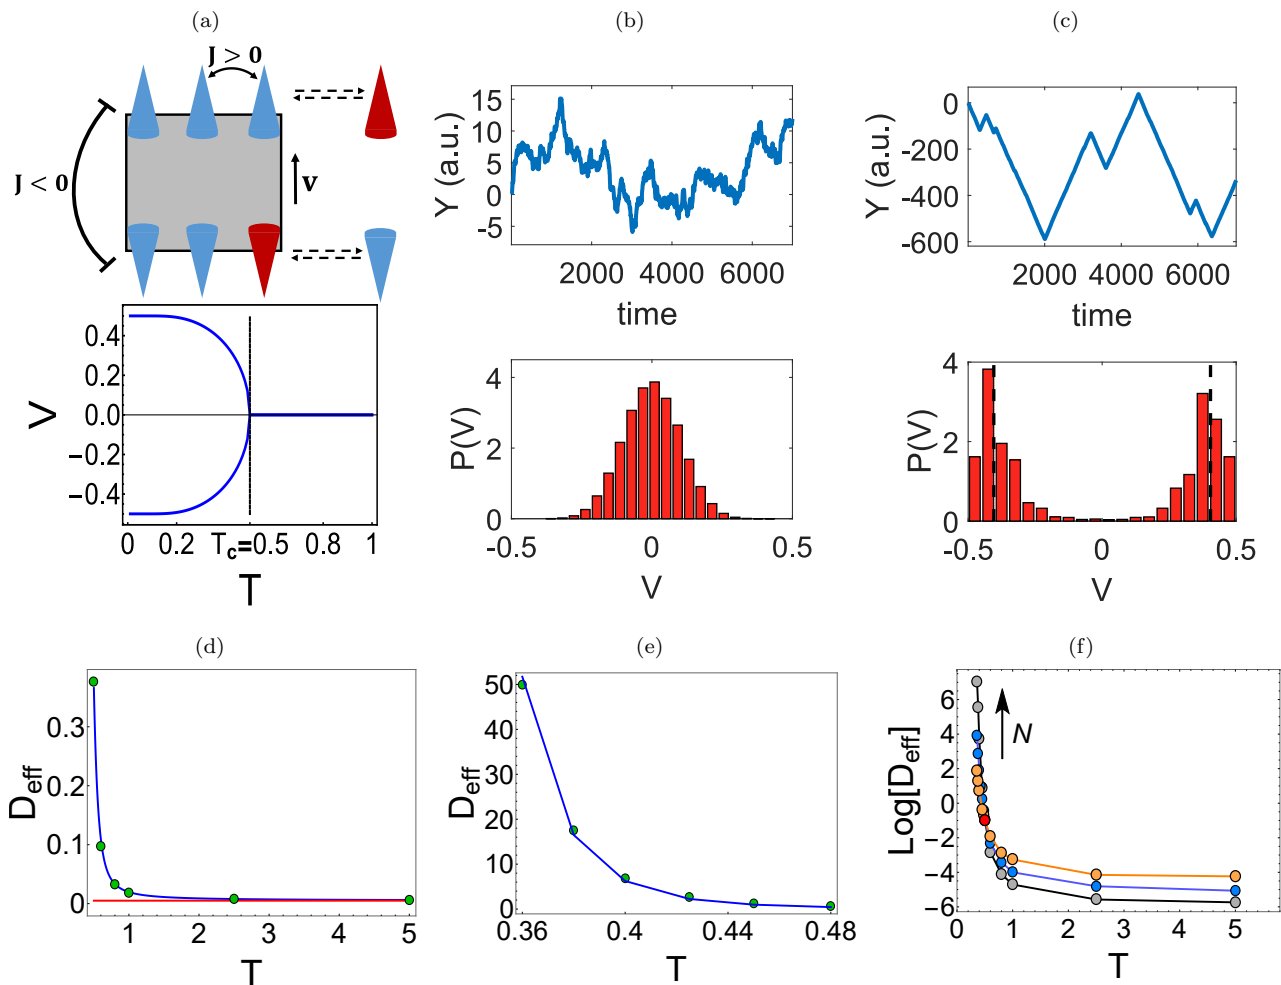 (a)
J > 0
J < 0
v
0.4
0.2
0.0
-0.2
-0.4
V
0 0.2 Tc=0.5 0.8 1
T
(b)
15
10
5
0
-5
Y (a.u.)
2000 4000 6000
time
4
2
0
P(V)
-0.5 0 0.5
V
(c)
0
-200
-400
-600
Y (a.u.)
2000 4000 6000
time
4
2
0
P(V)
-0.5 0 0.5
V
(d)
0.3
0.2
0.1
0
Deff
1 2 3 4 5
T
(e)
50
40
30
20
10
0
Deff
0.36 0.4 0.44 0.48
T
(f)
N
6
4
2
0
-2
-4
-6
Log[Deff]
0 1 2 3 4 5
T